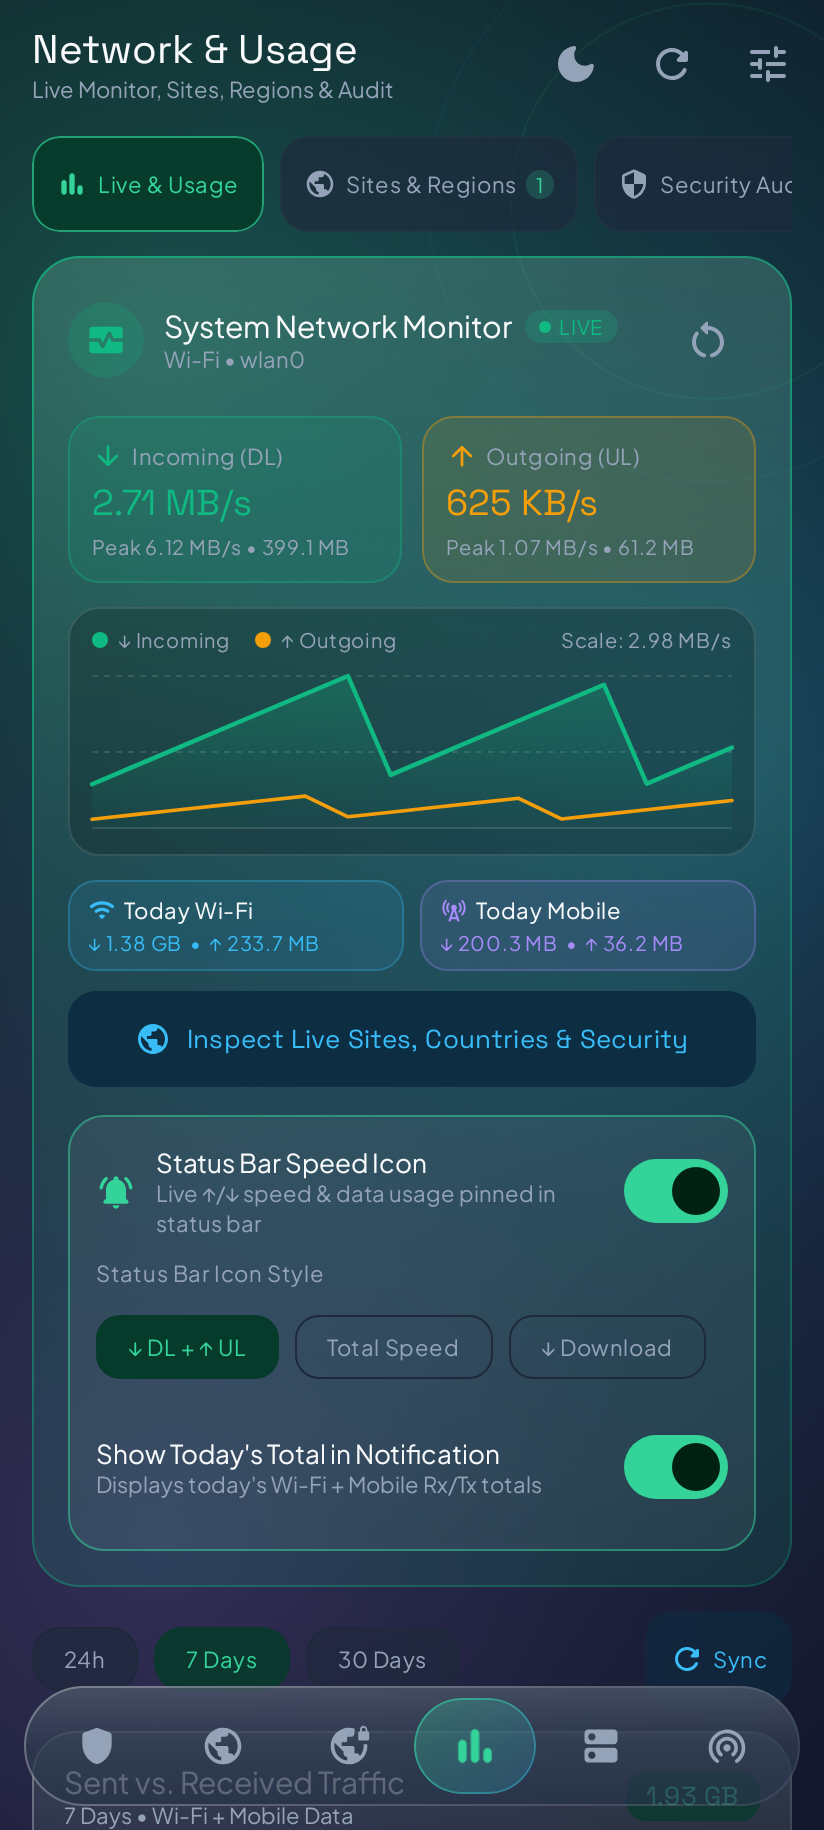 Network & Usage
Live Monitor, Sites, Regions & Audit
Live & Usage
Sites & Regions 1
Security Auc
System Network Monitor
● LIVE
Wi-Fi • wlan0
↓ Incoming (DL)
2.71 MB/s
Peak 6.12 MB/s • 399.1 MB
↑ Outgoing (UL)
625 KB/s
Peak 1.07 MB/s • 61.2 MB
↓ Incoming
↑ Outgoing
Scale: 2.98 MB/s
Today Wi-Fi
↓ 1.38 GB • ↑ 233.7 MB
Today Mobile
↓ 200.3 MB • ↑ 36.2 MB
Inspect Live Sites, Countries & Security
Status Bar Speed Icon
Live ↑/↓ speed & data usage pinned in
status bar
Status Bar Icon Style
↓ DL + ↑ UL
Total Speed
↓ Download
Show Today's Total in Notification
Displays today's Wi-Fi + Mobile Rx/Tx totals
24h
7 Days
30 Days
Sync
Sent vs. Received Traffic
1.93 GB
7 Days • Wi-Fi + Mobile Data